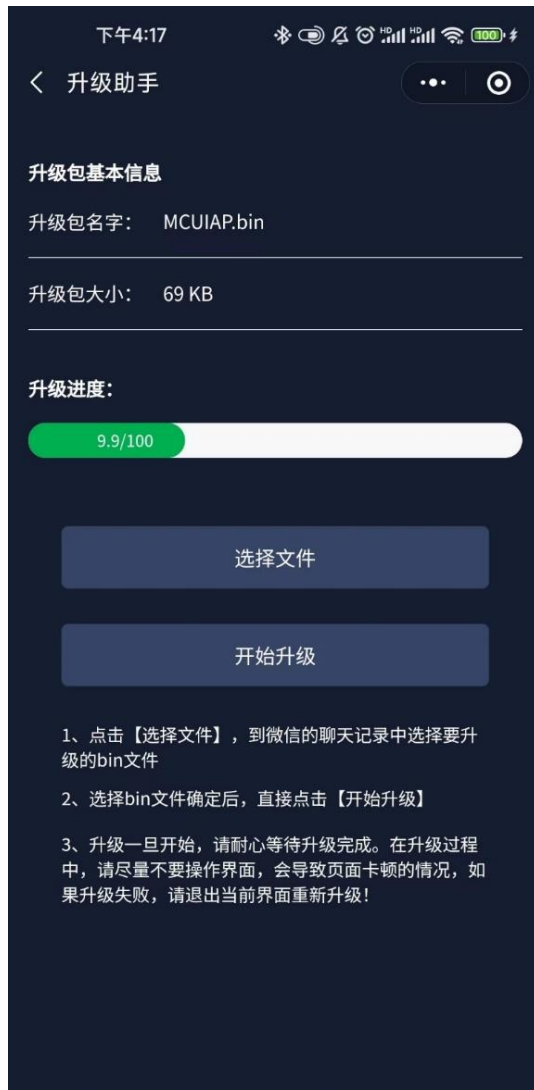 下午4:17
100
升级助手
升级包基本信息
升级包名字： MCUIAP.bin
升级包大小： 69 KB
升级进度：
9.9/100
选择文件
开始升级
1、点击【选择文件】，到微信的聊天记录中选择要升
级的bin文件
2、选择bin文件确定后，直接点击【开始升级】
3、升级一旦开始，请耐心等待升级完成。在升级过程
中，请尽量不要操作界面，会导致页面卡顿的情况，如
果升级失败，请退出当前界面重新升级！